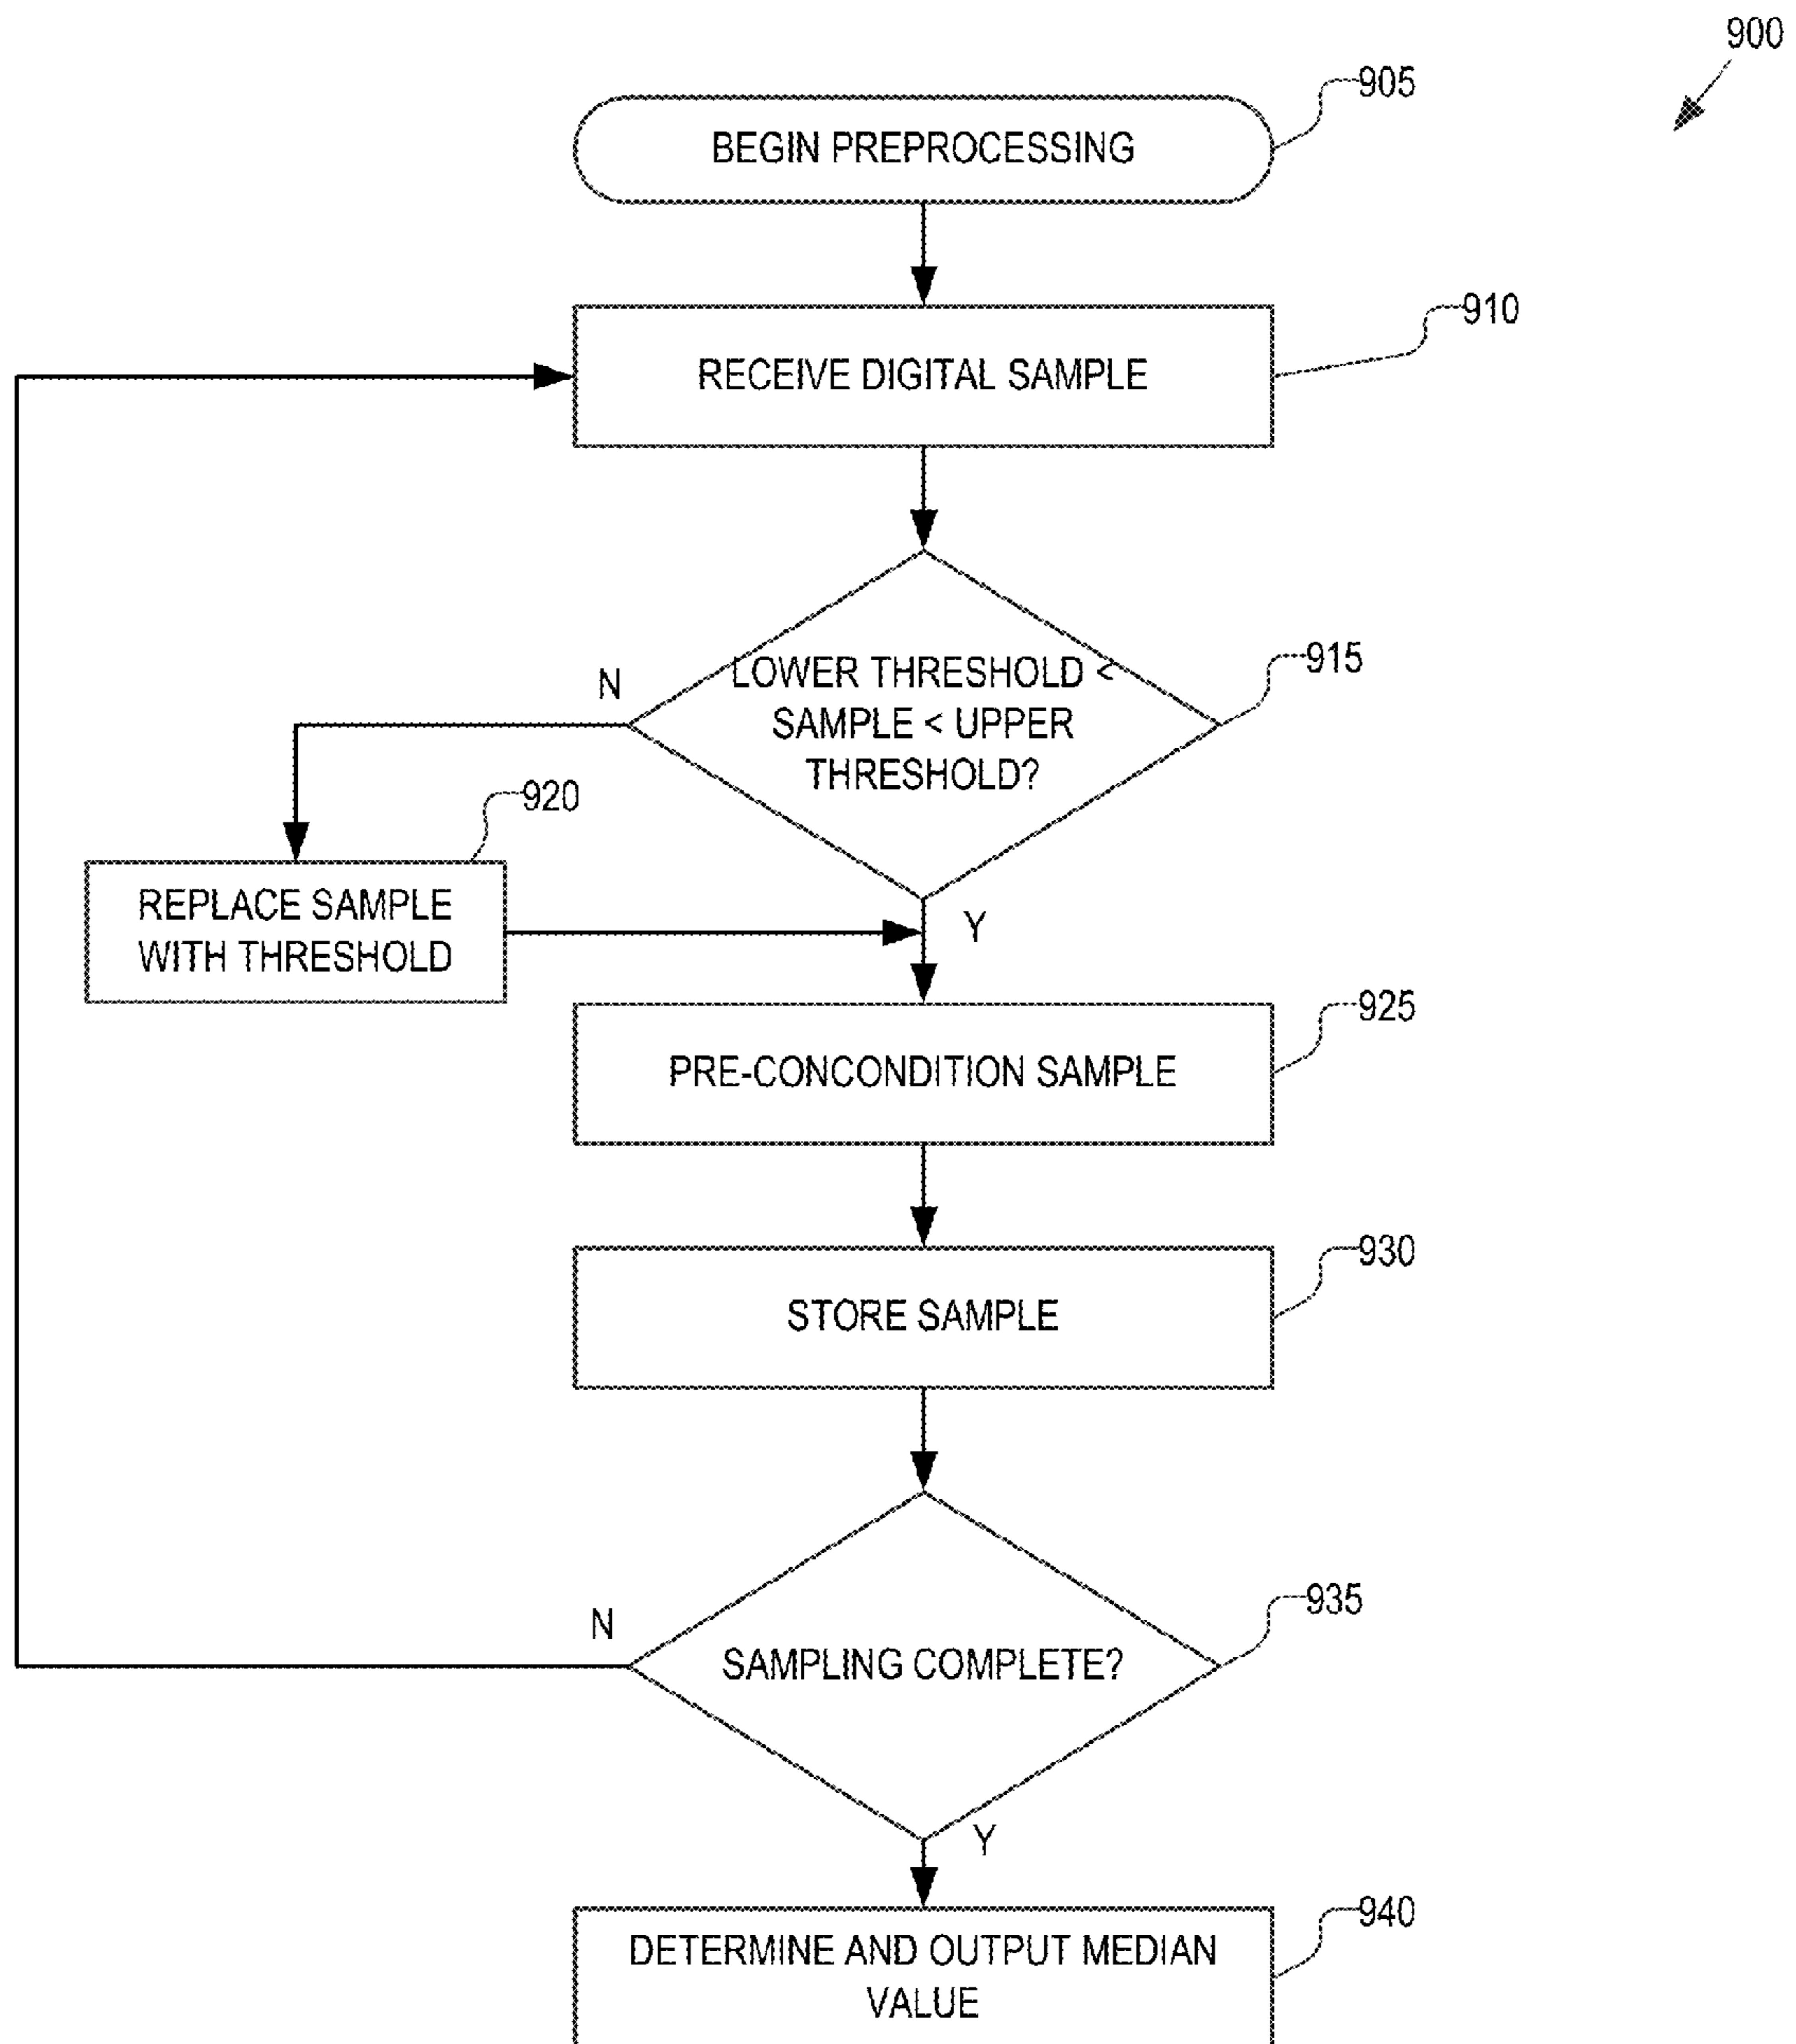 900
905
BEGIN PREPROCESSING
910
RECEIVE DIGITAL SAMPLE
915
N
LOWER THRESHOLD <
SAMPLE < UPPER
THRESHOLD?
920
REPLACE SAMPLE
WITH THRESHOLD
Y
925
PRE-CONCONDITION SAMPLE
930
STORE SAMPLE
935
N
SAMPLING COMPLETE?
Y
940
DETERMINE AND OUTPUT MEDIAN
VALUE